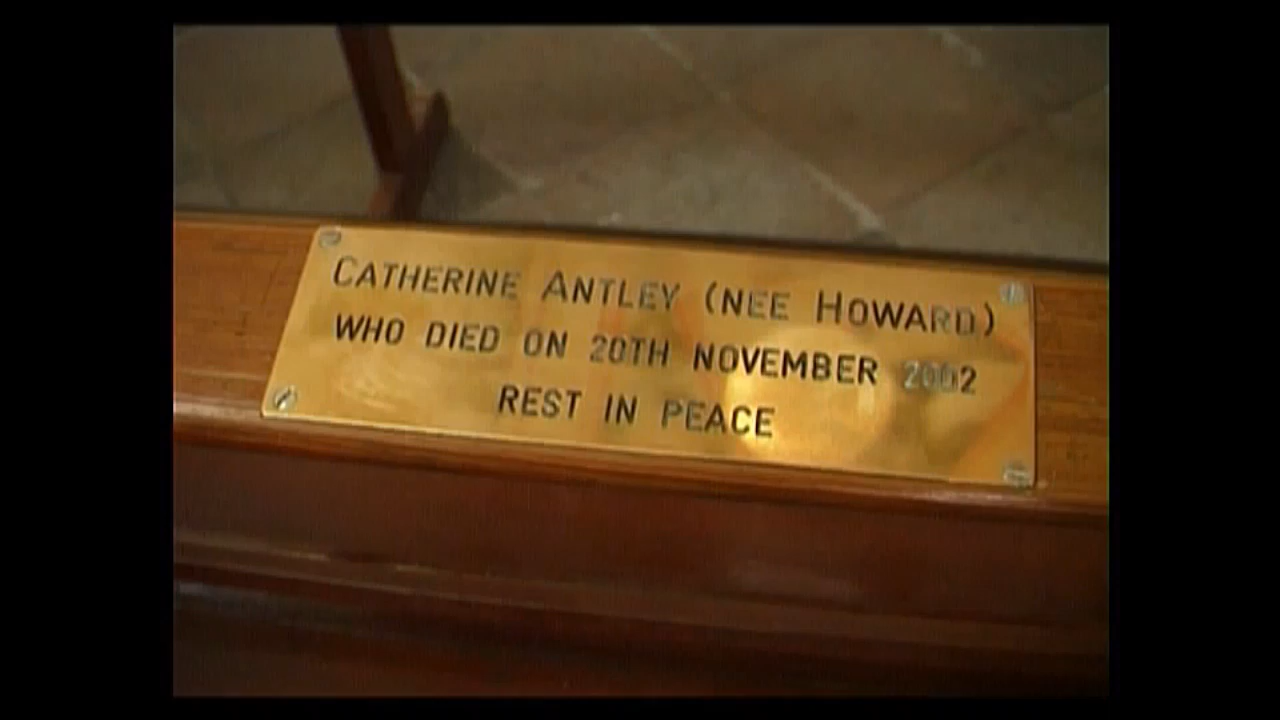 CATHERINE ANTLEY (NEE HOWARD)
WHO DIED ON 20TH NOVEMBER 2002
REST IN PEACE